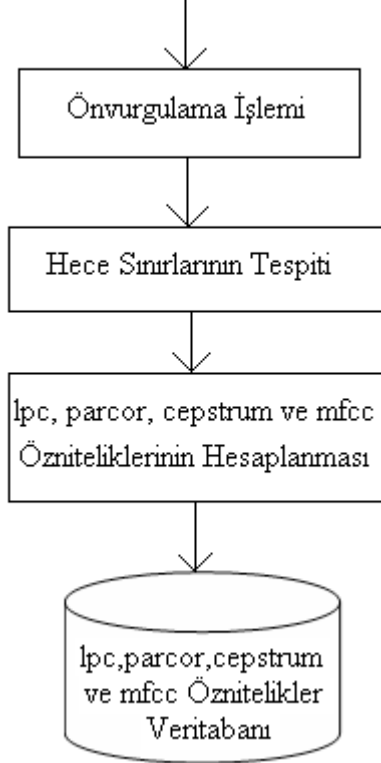 Önvurgulama İşlemi
Hece Sınırlarının Tespiti
lpc, parcor, cepstrum ve mfcc
Özniteliklerinin Hesaplanması
lpc,parcor,cepstrum
ve mfcc Öznitelikler
Veritabanı